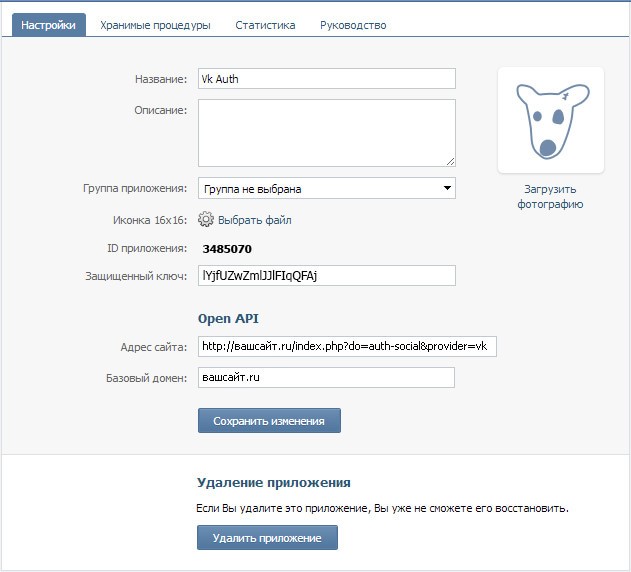 Настройки Хранимые процедуры Статистика Руководство
Название: Vk Auth
Описание:
Группа приложения: Группа не выбрана
Загрузить
фотографию
Иконка 16x16: Выбрать файл
ID приложения: 3485070
Защищенный ключ: lYjfUZwZmlJJlFIqQFAj
Open API
Адрес сайта: http://вашсайт.ru/index.php?do=auth-social&provider=vk
Базовый домен: вашсайт.ru
Сохранить изменения
Удаление приложения
Если Вы удалите это приложение, Вы уже не сможете его восстановить.
Удалить приложение